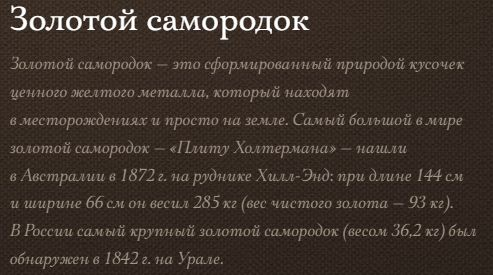 Золотой самородок
Золотой самородок — это сформированный природой кусочек
ценного желтого металла, который находят
в месторождениях и просто на земле. Самый большой в мире
золотой самородок — «Плиту Холтермана» — нашли
в Австралии в 1872 г. на руднике Хилл-Энд: при длине 144 см
и ширине 66 см он весил 285 кг (вес чистого золота — 93 кг).
В России самый крупный золотой самородок (весом 36,2 кг) был
обнаружен в 1842 г. на Урале.